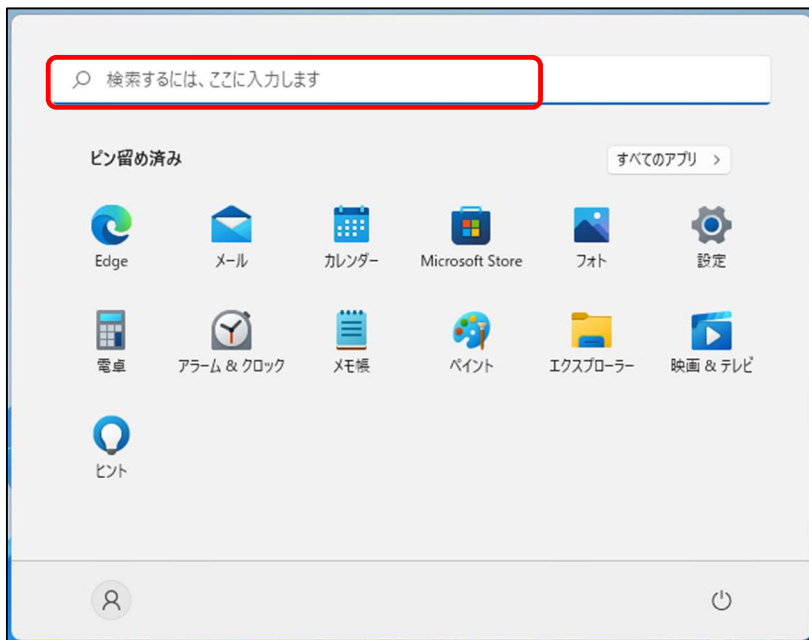 検索するには、ここに入力します
ピン留め済み
すべてのアプリ >
Edge
メール
カレンダー
Microsoft Store
フォト
設定
電卓
アラーム & クロック
メモ帳
ペイント
エクスプローラー
映画 & テレビ
ヒント